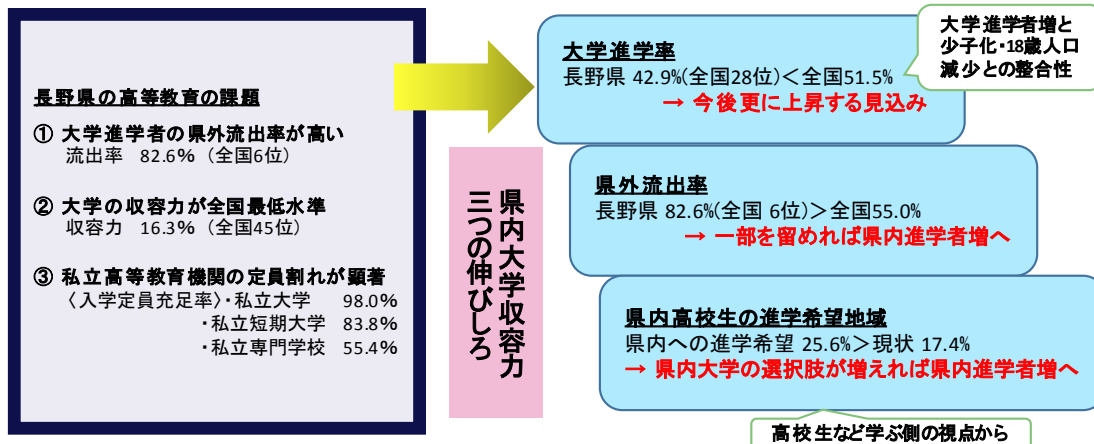 長野県の高等教育の課題
① 大学進学者の県外流出率が高い
流出率 82.6% (全国6位)
② 大学の収容力が全国最低水準
収容力 16.3% (全国45位)
③ 私立高等教育機関の定員割れが顕著
〈入学定員充足率〉・私立大学 98.0%
・私立短期大学 83.8%
・私立専門学校 55.4%
県内大学収容力
三つの伸びしろ
大学進学率
長野県 42.9%(全国28位)<全国51.5%
→ 今後更に上昇する見込み
大学進学者増と
少子化・18歳人口
減少との整合性
県外流出率
長野県 82.6%(全国 6位)>全国55.0%
→ 一部を留めれば県内進学者増へ
県内高校生の進学希望地域
県内への進学希望 25.6%>現状 17.4%
→ 県内大学の選択肢が増えれば県内進学者増へ
高校生など学ぶ側の視点から